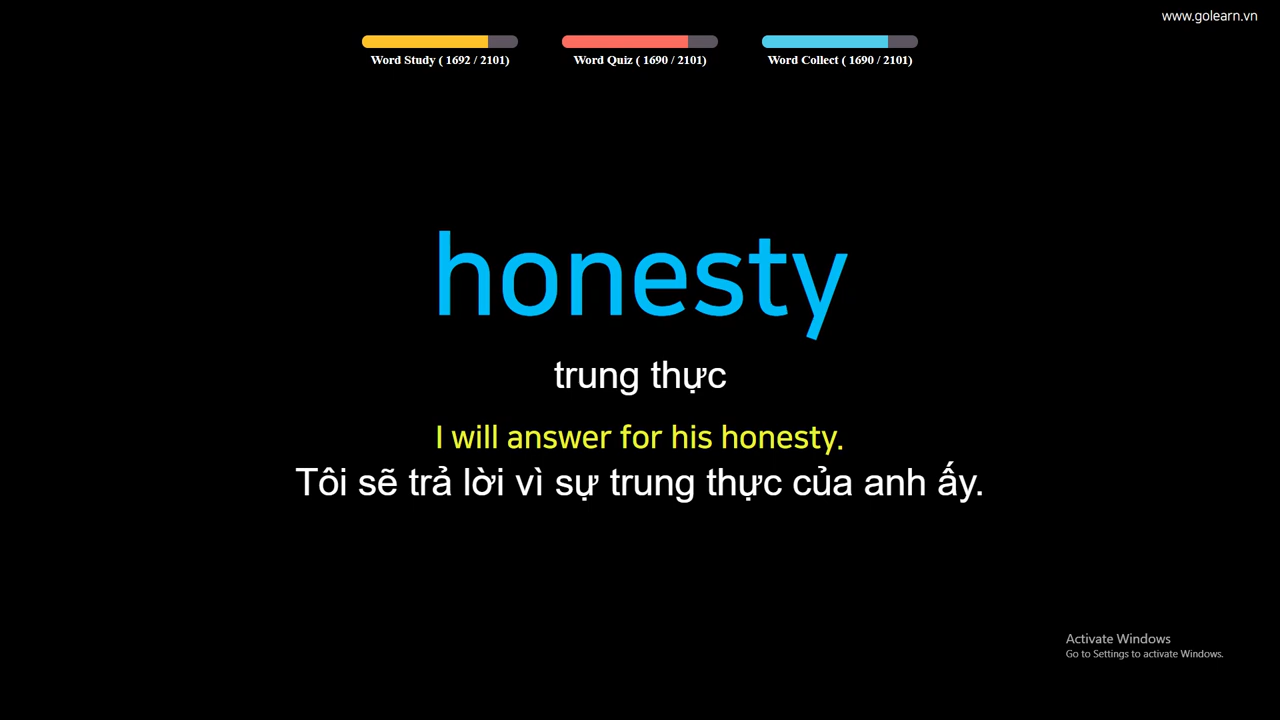 www.golearn.vn
Word Study ( 1692 / 2101)
Word Quiz ( 1690 / 2101)
Word Collect ( 1690 / 2101)
honesty
trung thực
I will answer for his honesty.
Tôi sẽ trả lời vì sự trung thực của anh ấy.
Activate Windows
Go to Settings to activate Windows.